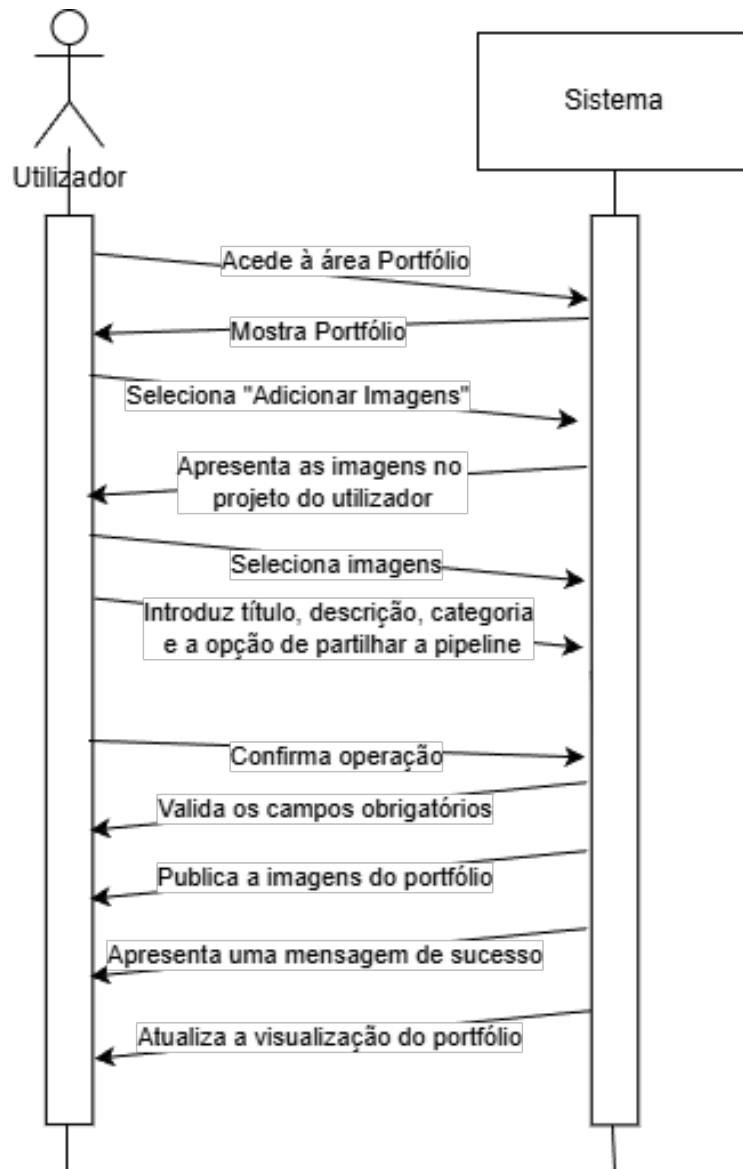 Utilizador
Sistema
Acede à área Portfólio
Mostra Portfólio
Seleciona "Adicionar Imagens"
Apresenta as imagens no
projeto do utilizador
Seleciona imagens
Introduz título, descrição, categoria
e a opção de partilhar a pipeline
Confirma operação
Valida os campos obrigatórios
Publica a imagens do portfólio
Apresenta uma mensagem de sucesso
Atualiza a visualização do portfólio